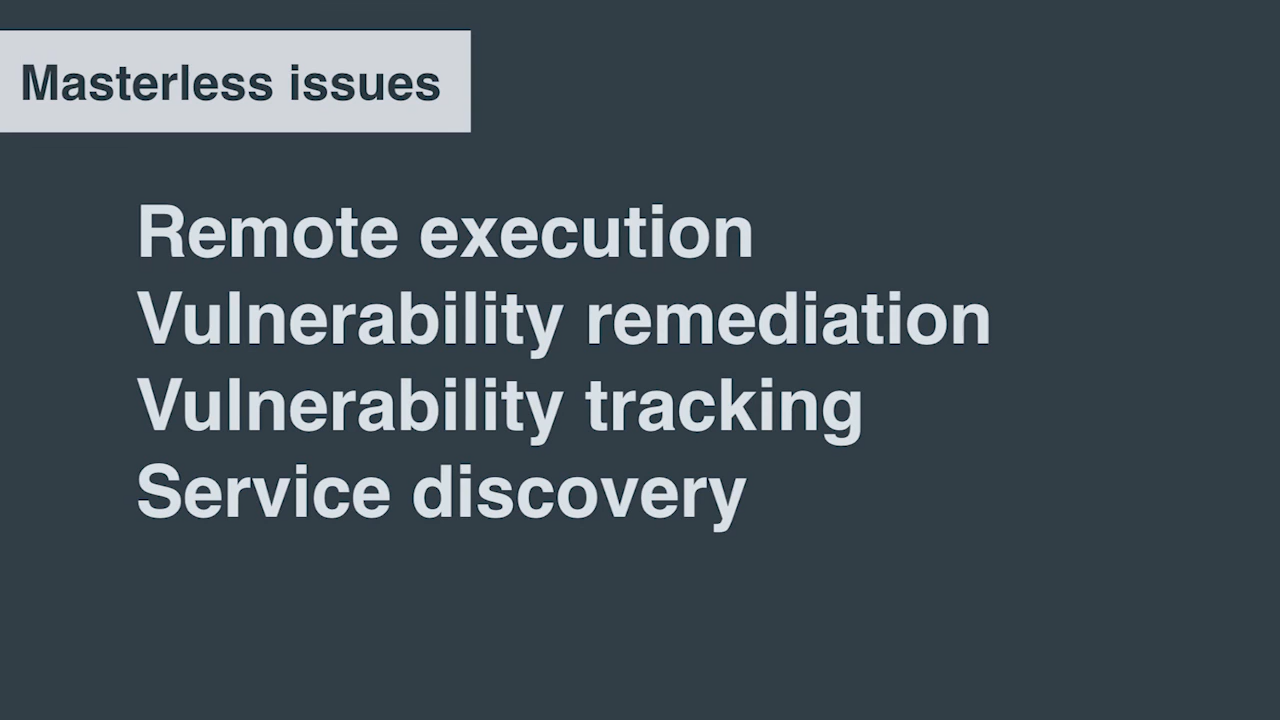 Masterless issues
Remote execution
Vulnerability remediation
Vulnerability tracking
Service discovery